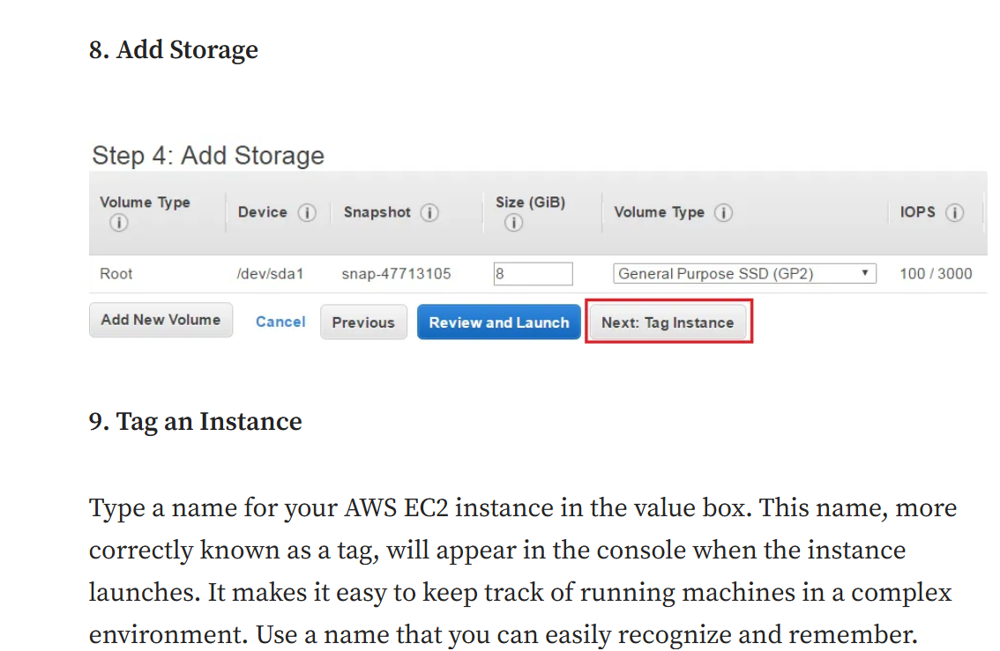 8. Add Storage
Step 4: Add Storage
Volume Type Device Snapshot Size (GiB) Volume Type IOPS
Root /dev/sda1 snap-47713105 8 General Purpose SSD (GP2) 100 / 3000
Add New Volume Cancel Previous Review and Launch Next: Tag Instance
9. Tag an Instance
Type a name for your AWS EC2 instance in the value box. This name, more
correctly known as a tag, will appear in the console when the instance
launches. It makes it easy to keep track of running machines in a complex
environment. Use a name that you can easily recognize and remember.